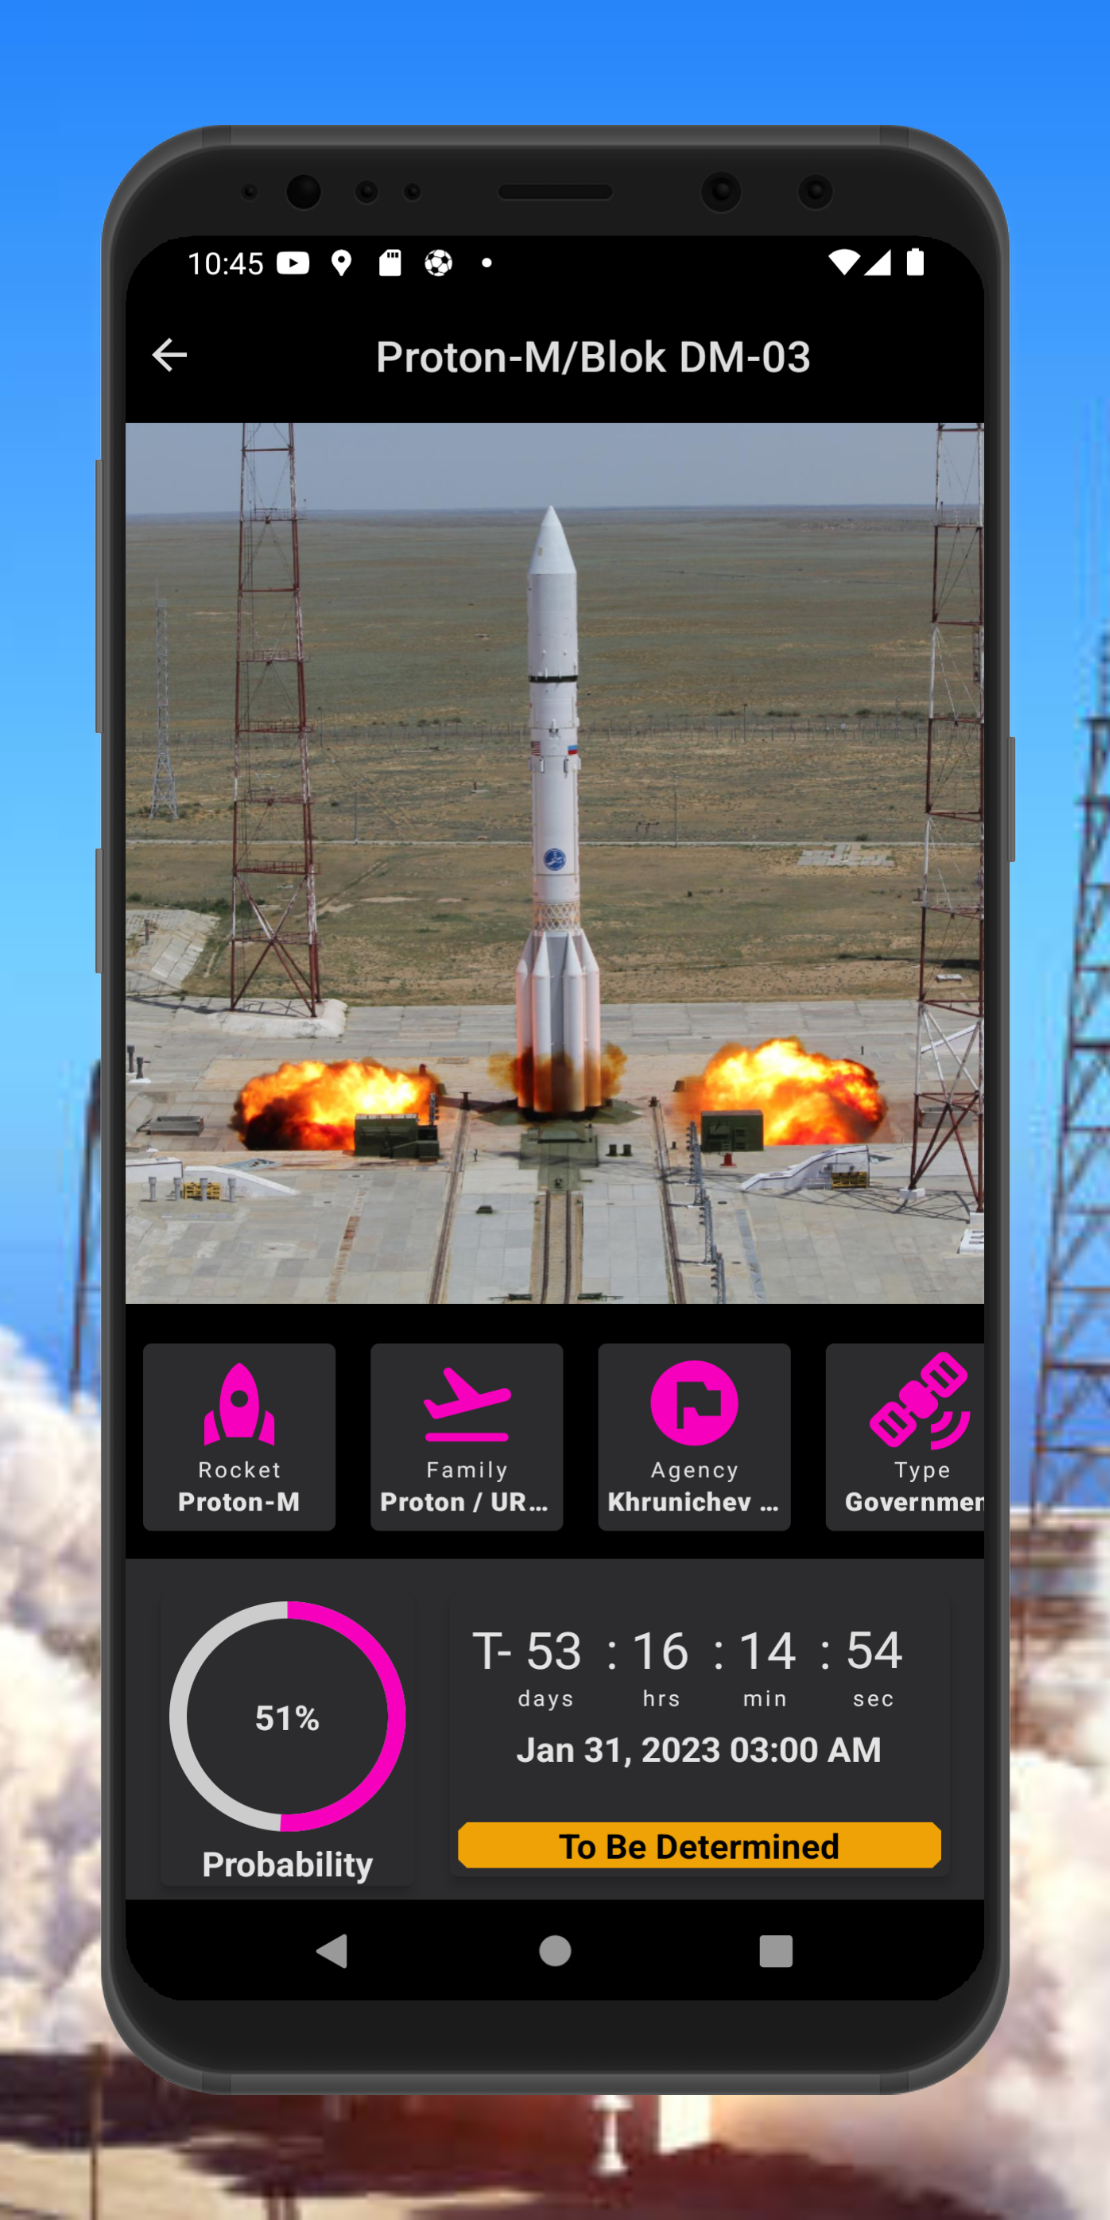 10:45
Proton-M/Blok DM-03
Rocket
Proton-M
Family
Proton / UR...
Agency
Khrunichev ...
Type
Governmen
51%
Probability
T- 53 : 16 : 14 : 54
days hrs min sec
Jan 31, 2023 03:00 AM
To Be Determined